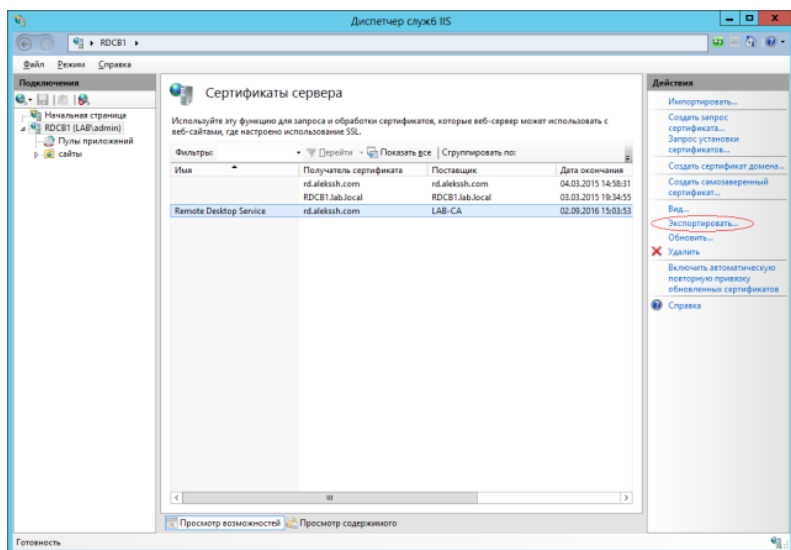 Диспетчер служб IIS
RDCB1
Файл Режим Справка
Подключения
Начальная страница
RDCB1 (LAB\admin)
Пулы приложений
сайты
Сертификаты сервера
Используйте эту функцию для запроса и обработки сертификатов, которые веб-сервер может использовать с
веб-сайтами, где настроено использование SSL.
Фильтры: Перейти Показать все Сгруппировать по:
Имя Получатель сертификата Поставщик Дата окончания
rd.alekssh.com rd.alekssh.com 04.03.2015 14:58:31
RDCB1.lab.local RDCB1.lab.local 03.03.2015 19:34:55
Remote Desktop Service rd.alekssh.com LAB-CA 02.09.2016 15:03:53
Просмотр возможностей Просмотр содержимого
Действия
Импортировать...
Создать запрос
сертификата...
Запрос установки
сертификатов...
Создать сертификат домена...
Создать самозаверенный
сертификат...
Вид...
Экспортировать...
Обновить...
Удалить
Включить автоматическую
повторную привязку
обновленных сертификатов
Справка
Готовность